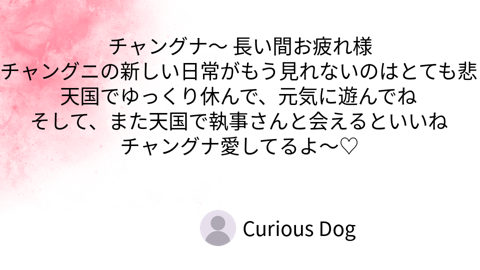 チャングナ〜 長い間お疲れ様
チャングニの新しい日常がもう見れないのはとても悲
天国でゆっくり休んで、元気に遊んでね
そして、また天国で執事さんと会えるといいね
チャングナ愛してるよ〜♡
Curious Dog